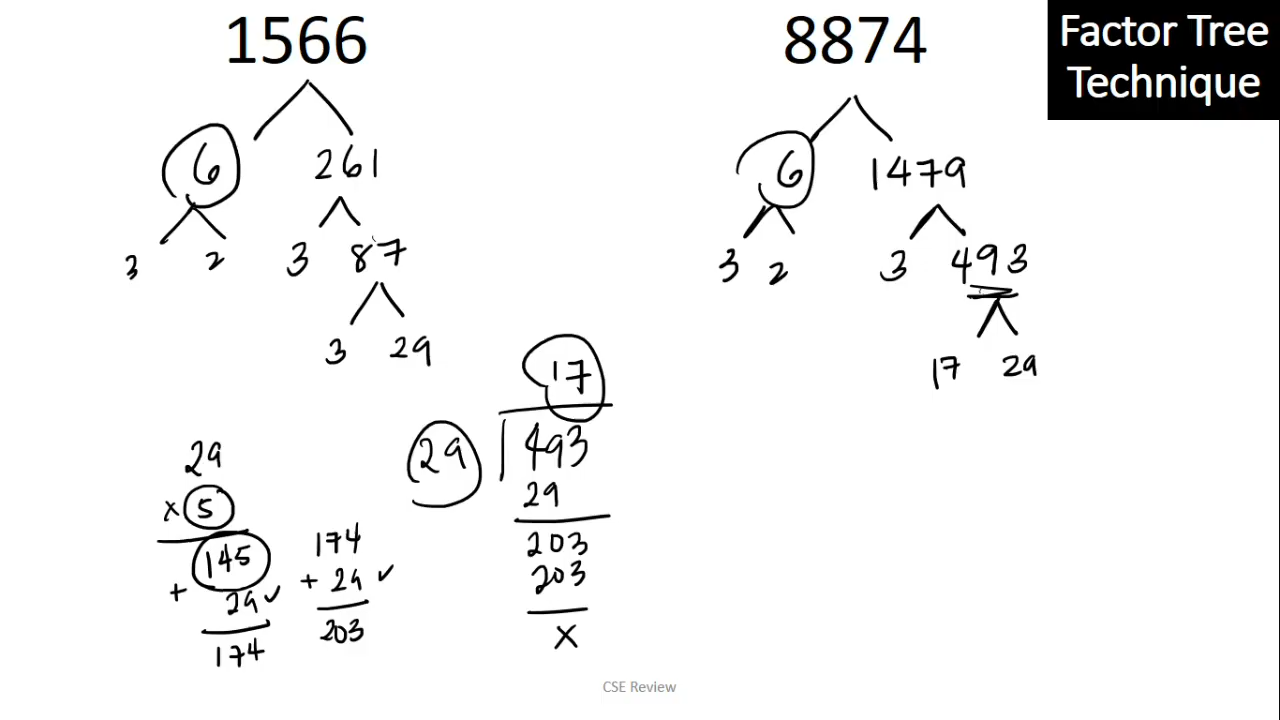 1566
8874
Factor Tree
Technique
6 261
3 2 3 87
3 29
6 1479
3 2 3 493
17 29
29
x 5
145
+ 29 ✓
174
174
+ 29 ✓
203
17
29 493
29
203
203
x
CSE Review